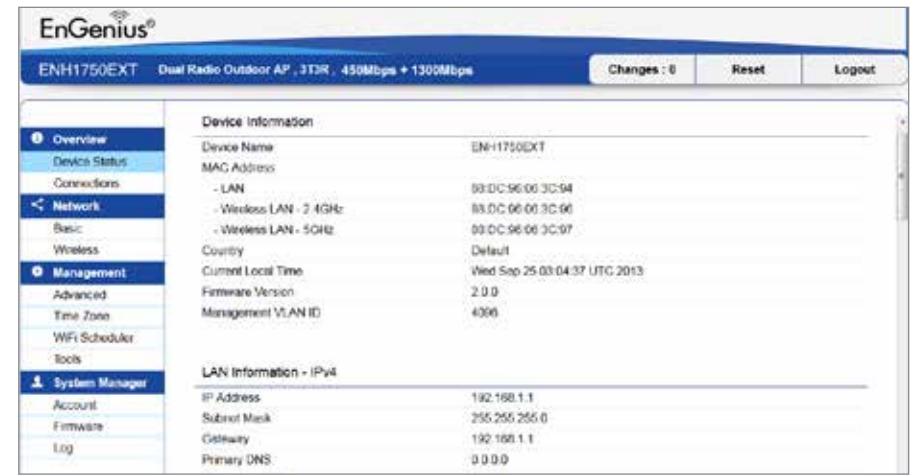 EnGenius®
ENH1750EXT Dual Radio Outdoor AP , 3T3R , 450Mbps + 1300Mbps Changes : 0 Reset Logout
Overview
Device Status
Connections
Network
Basic
Wireless
Management
Advanced
Time Zone
WiFi Scheduler
Tools
System Manager
Account
Firmware
Log
Device Information
Device Name ENH1750EXT
MAC Address
- LAN 88:DC:96:06:3C:94
- Wireless LAN - 2.4GHz 88:DC:96:06:3C:96
- Wireless LAN - 5GHz 88:DC:96:06:3C:97
Country Default
Current Local Time Wed Sep 25 03:04:37 UTC 2013
Firmware Version 2.0.0
Management VLAN ID 4096
LAN Information - IPv4
IP Address 192.168.1.1
Subnet Mask 255.255.255.0
Gateway 192.168.1.1
Primary DNS 0.0.0.0